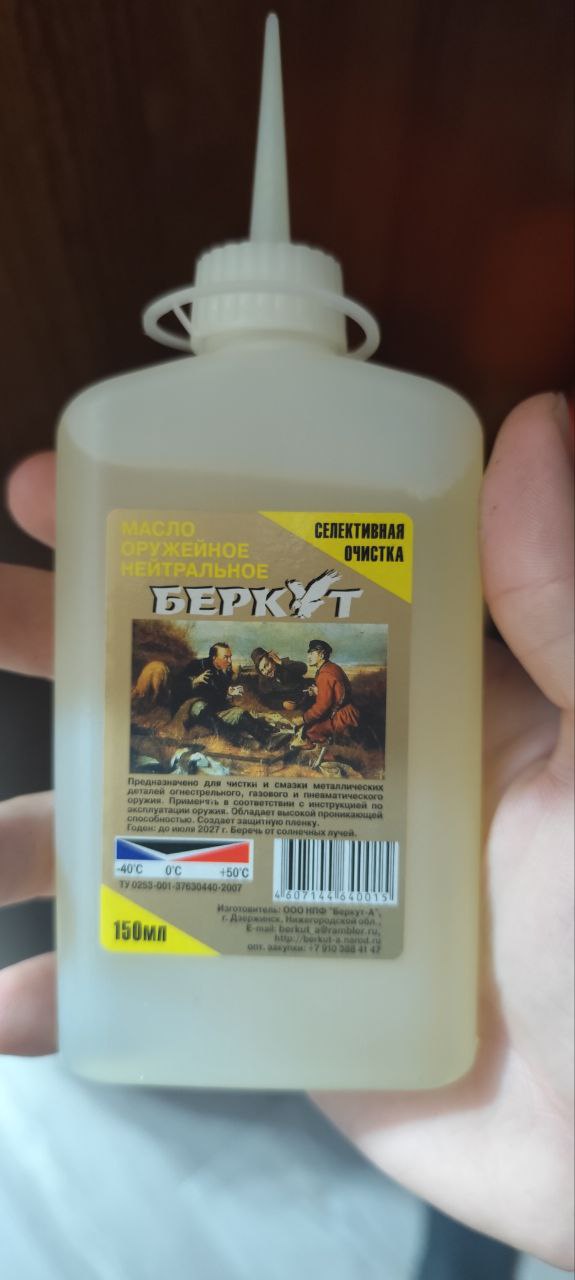 МАСЛО
ОРУЖЕЙНОЕ
НЕЙТРАЛЬНОЕ
СЕЛЕКТИВНАЯ
ОЧИСТКА
БЕРКУТ
Предназначено для чистки и смазки металлических
деталей огнестрельного, газового и пневматического
оружия. Применять в соответствии с инструкцией по
эксплуатации оружия. Обладает высокой проникающей
способностью. Создает защитную пленку.
Годен: до июля 2027 г. Беречь от солнечных лучей.
-40°C 0°C +50°C
ТУ 0253-001-37630440-2007
4 607144 640015
150мл
Изготовитель: ООО НПФ "Беркут-А",
г. Дзержинск, Нижегородской обл.,
E-mail: berkut_a@rambler.ru,
http://berkut-a.narod.ru
опт. закупки: +7 910 388 41 47